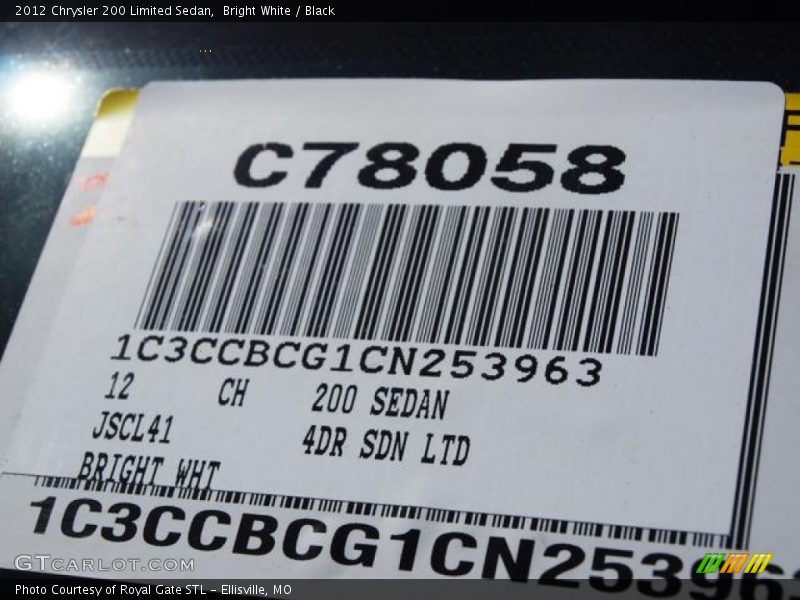 2012 Chrysler 200 Limited Sedan,  Bright White / Black
C78058
1C3CCBCG1CN253963
12 CH 200 SEDAN
JSCL41 4DR SDN LTD
BRIGHT WHT
1C3CCBCG1CN253963
GTCARLOT.COM
Photo Courtesy of Royal Gate STL - Ellisville, MO